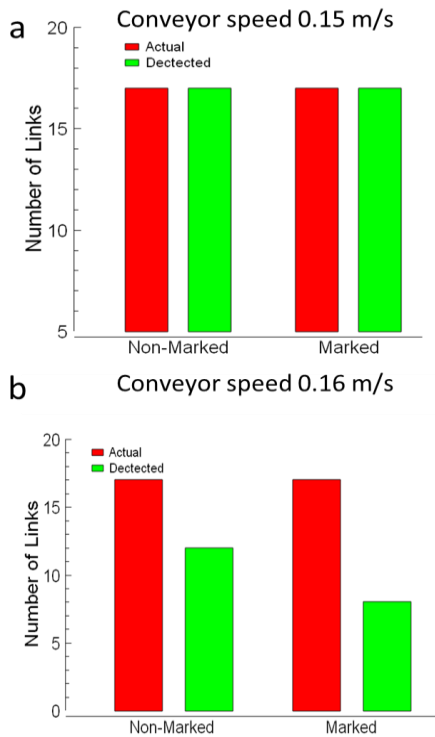 a
Conveyor speed 0.15 m/s
20
Actual
Dectected
15
Number of Links
10
5
Non-Marked Marked
b
Conveyor speed 0.16 m/s
20
Actual
Dectected
15
Number of Links
10
5
0
Non-Marked Marked